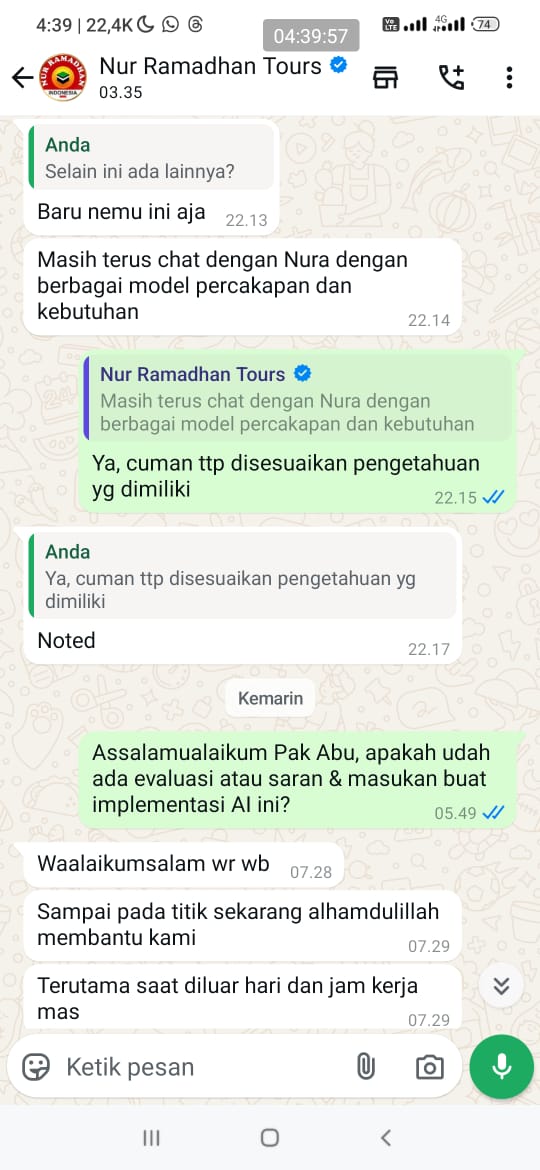 4:39 | 22,4K
04:39:57
Vo LTE 4G 74
NUR RAMADHAN
INDONESIA
Nur Ramadhan Tours
03.35
Anda
Selain ini ada lainnya?
Baru nemu ini aja 22.13
Masih terus chat dengan Nura dengan
berbagai model percakapan dan
kebutuhan 22.14
Nur Ramadhan Tours
Masih terus chat dengan Nura dengan
berbagai model percakapan dan kebutuhan
Ya, cuman ttp disesuaikan pengetahuan
yg dimiliki 22.15
Anda
Ya, cuman ttp disesuaikan pengetahuan yg
dimiliki
Noted 22.17
Kemarin
Assalamualaikum Pak Abu, apakah udah
ada evaluasi atau saran & masukan buat
implementasi AI ini? 05.49
Waalaikumsalam wr wb 07.28
Sampai pada titik sekarang alhamdulillah
membantu kami 07.29
Terutama saat diluar hari dan jam kerja
mas 07.29
Ketik pesan